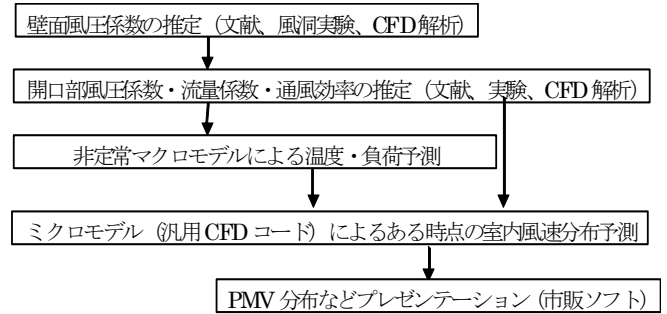 壁面風圧係数の推定（文献、風洞実験、CFD解析）
開口部風圧係数・流量係数・通風効率の推定（文献、実験、CFD解析）
非定常マクロモデルによる温度・負荷予測
ミクロモデル（汎用CFDコード）によるある時点の室内風速分布予測
PMV分布などプレゼンテーション（市販ソフト）